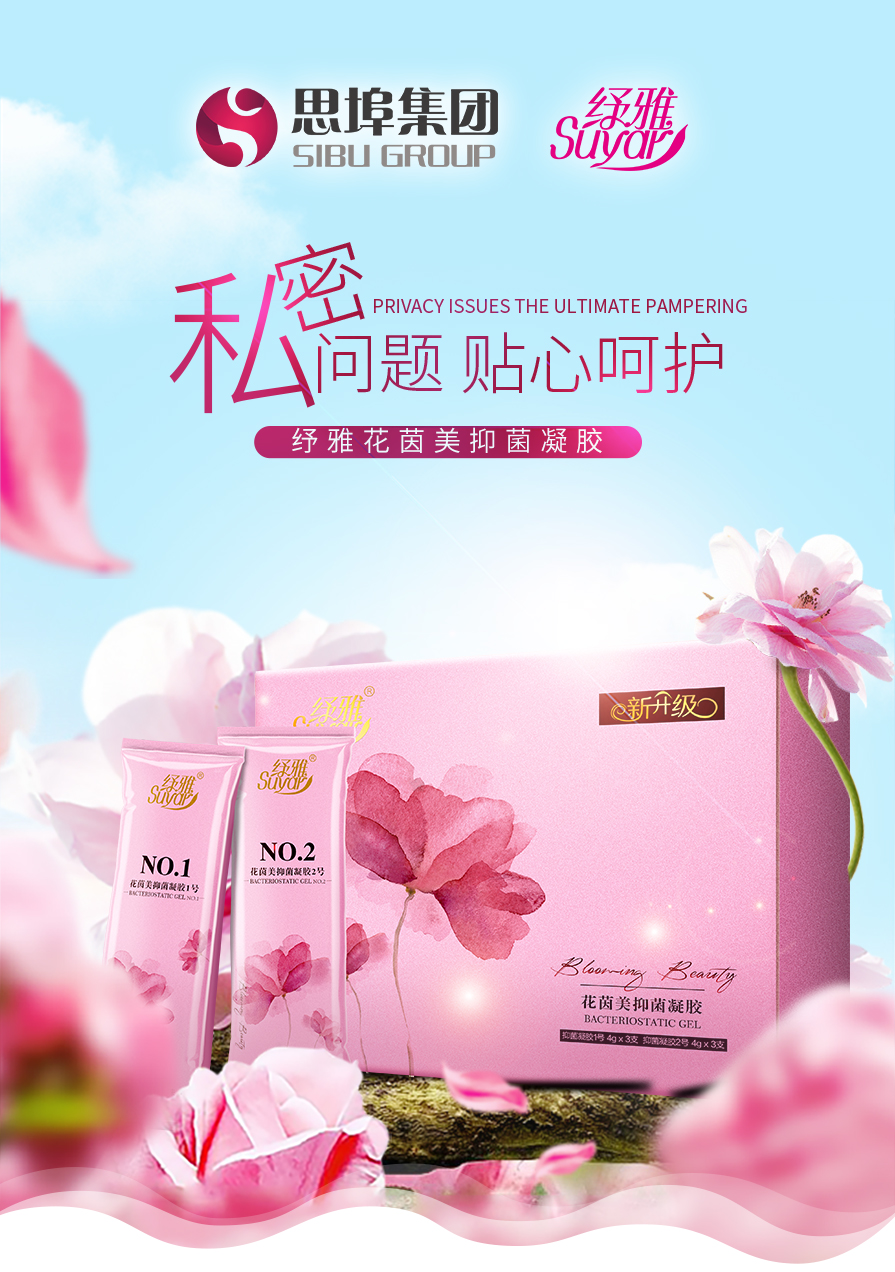 思埠集团
SIBU GROUP
纾雅
Suyar
私密
PRIVACY ISSUES THE ULTIMATE PAMPERING
问题 贴心呵护
纾雅花茵美抑菌凝胶
纾雅®
新升级
纾雅®
Suyar
NO.1
花茵美抑菌凝胶1号
BACTERIOSTATIC GEL NO.1
纾雅®
Suyar
NO.2
花茵美抑菌凝胶2号
BACTERIOSTATIC GEL NO.2
Blooming Beauty
花茵美抑菌凝胶
BACTERIOSTATIC GEL
抑菌凝胶1号 4g x 3支 抑菌凝胶2号 4g x 3支